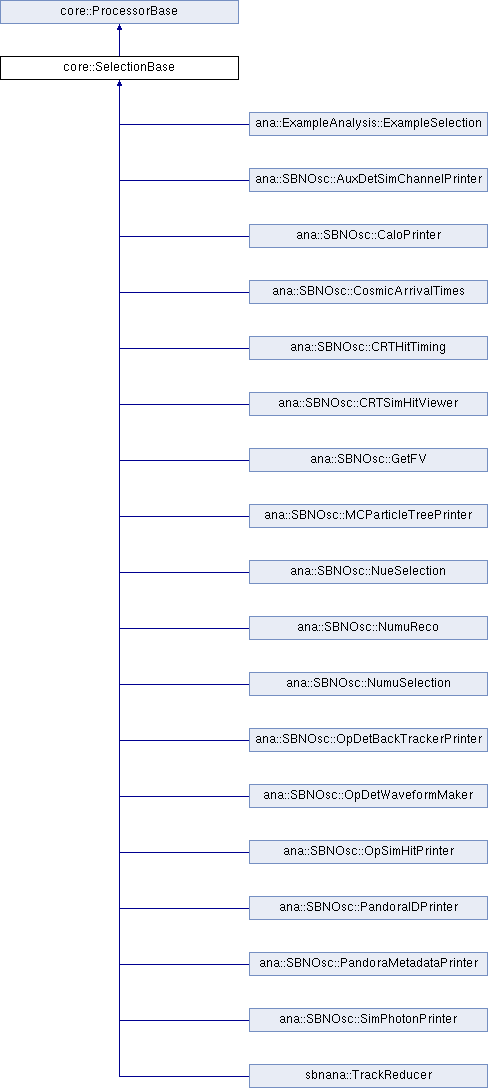 core::ProcessorBase
core::SelectionBase
ana::ExampleAnalysis::ExampleSelection
ana::SBNOsc::AuxDetSimChannelPrinter
ana::SBNOsc::CaloPrinter
ana::SBNOsc::CosmicArrivalTimes
ana::SBNOsc::CRTHitTiming
ana::SBNOsc::CRTSimHitViewer
ana::SBNOsc::GetFV
ana::SBNOsc::MCParticleTreePrinter
ana::SBNOsc::NueSelection
ana::SBNOsc::NumuReco
ana::SBNOsc::NumuSelection
ana::SBNOsc::OpDetBackTrackerPrinter
ana::SBNOsc::OpDetWaveformMaker
ana::SBNOsc::OpSimHitPrinter
ana::SBNOsc::PandoraIDPrinter
ana::SBNOsc::PandoraMetadataPrinter
ana::SBNOsc::SimPhotonPrinter
sbnana::TrackReducer